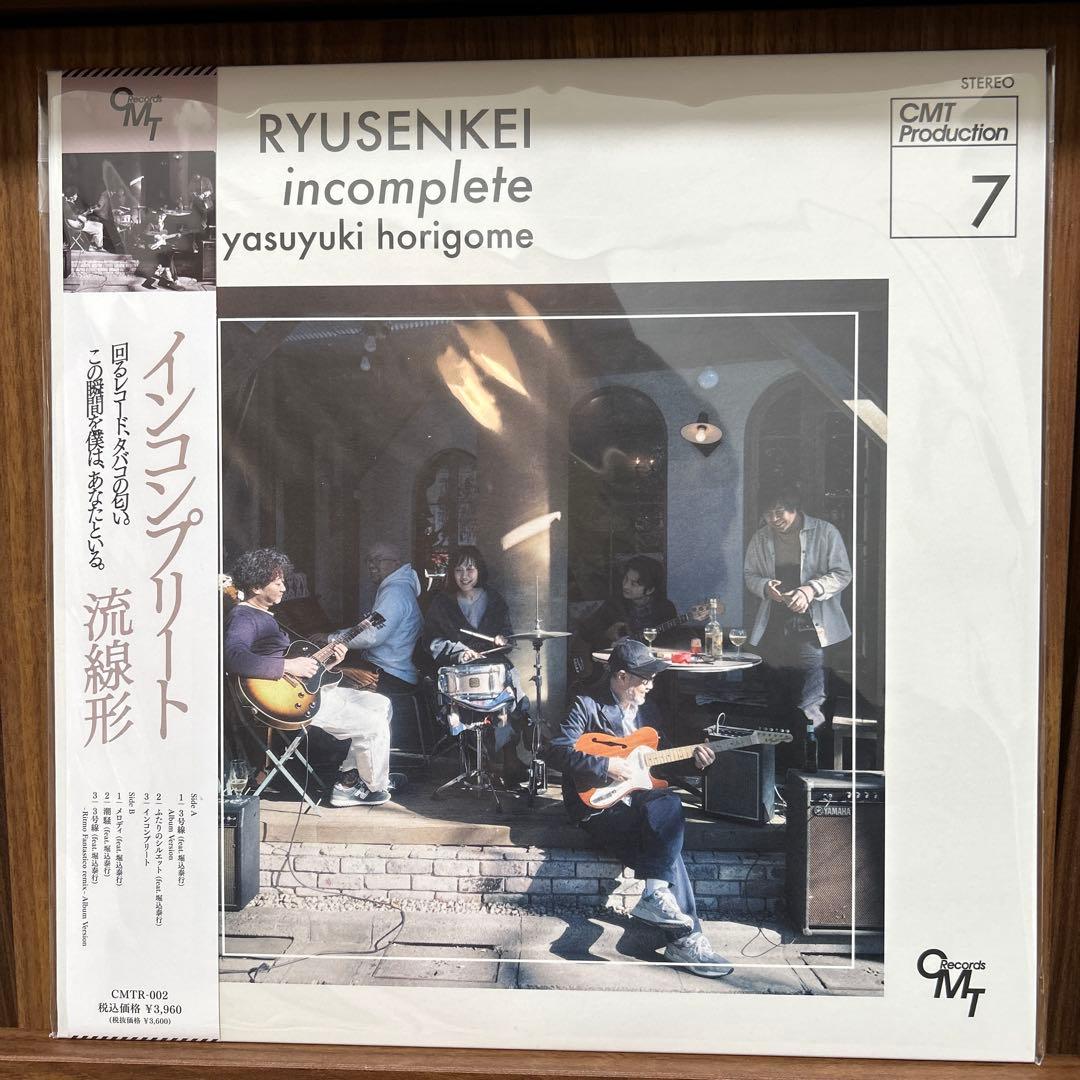 Records
CMT
インコンプリート
回るレコード、タバコの匂い。
この瞬間を僕は、あなたといる。
流線形
Side A
1｜3号線 (feat. 堀込泰行)
Album Version
2｜ふたりのシルエット (feat. 堀込泰行)
3｜インコンプリート
Side B
1｜メロディ (feat. 堀込泰行)
2｜潮騒 (feat. 堀込泰行)
3｜3号線 (feat. 堀込泰行)
-Rizmo Fantastico remix- Album Version
CMTR-002
税込価格 ¥3,960
(税抜価格 ¥3,600)
RYUSENKEI
incomplete
yasuyuki horigome
STEREO
CMT
Production
7
YAMAHA
Records
CMT